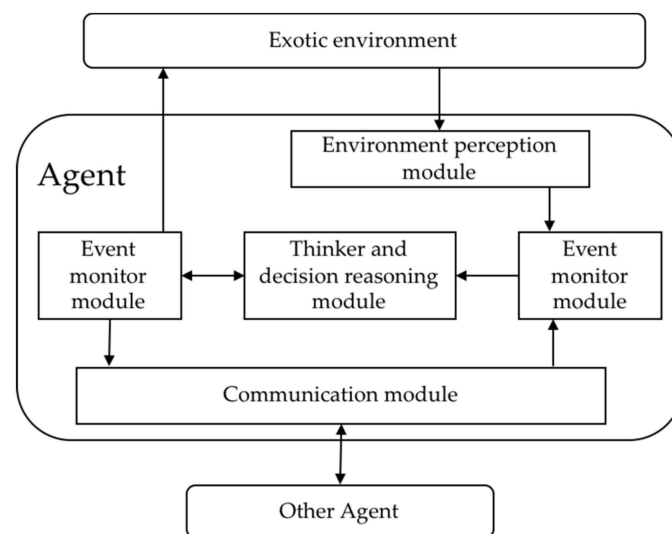 Exotic environment
Environment perception
module
Agent
Event
monitor
module
Thinker and
decision reasoning
module
Event
monitor
module
Communication module
Other Agent